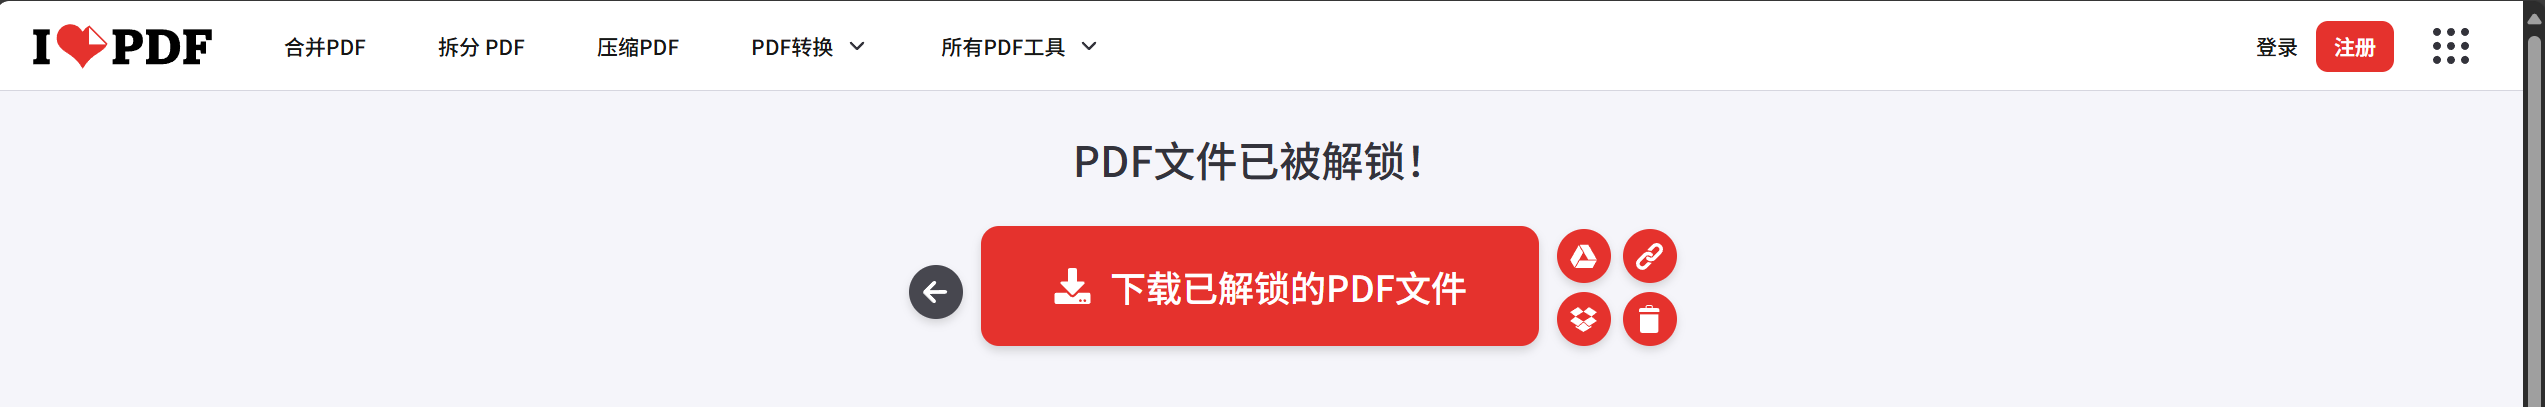 I PDF
合并PDF
拆分 PDF
压缩PDF
PDF转换
所有PDF工具
登录
注册
PDF文件已被解锁！
下载已解锁的PDF文件